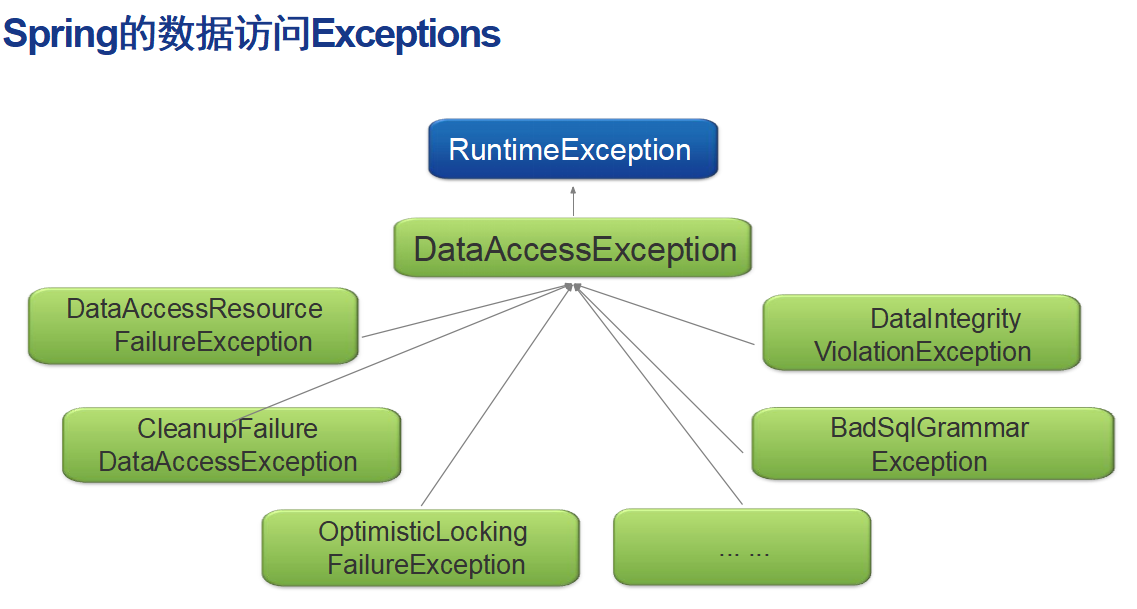 Spring的数据访问Exceptions
RuntimeException
DataAccessException
DataAccessResource
FailureException
DataIntegrity
ViolationException
CleanupFailure
DataAccessException
BadSqlGrammar
Exception
OptimisticLocking
FailureException
... ...